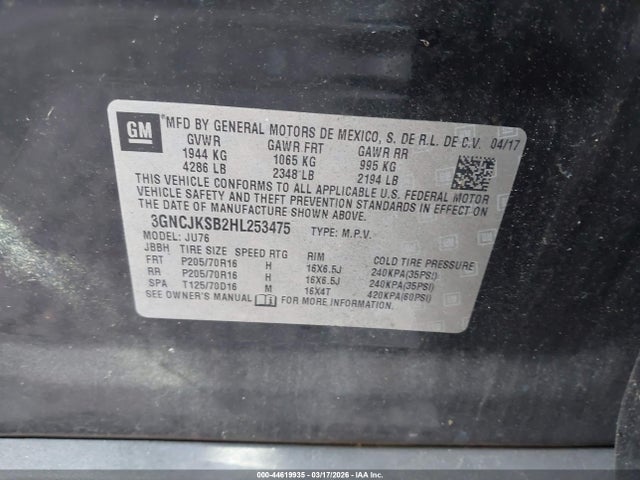 GM
*MFD BY GENERAL MOTORS DE MEXICO, S. DE R.L. DE C.V. 04/17
GVWR GAWR FRT GAWR RR
1944 KG 1065 KG 995 KG
4286 LB 2348 LB 2194 LB
THIS VEHICLE CONFORMS TO ALL APPLICABLE U.S. FEDERAL MOTOR
VEHICLE SAFETY AND THEFT PREVENTION STANDARDS IN EFFECT ON
THE DATE OF MANUFACTURE SHOWN ABOVE.
3GNCJKSB2HL253475 TYPE: M.P.V.
MODEL: JU76
JBBH TIRE SIZE SPEED RTG RIM COLD TIRE PRESSURE
FRT P205/70R16 H 16X6.5J 240KPA(35PSI)
RR P205/70R16 H 16X6.5J 240KPA(35PSI)
SPA T125/70D16 M 16X4T 420KPA(60PSI)
SEE OWNER'S MANUAL FOR ADDITIONAL INFORMATION.
000-44619935 - 03/17/2026 - IAA Inc.